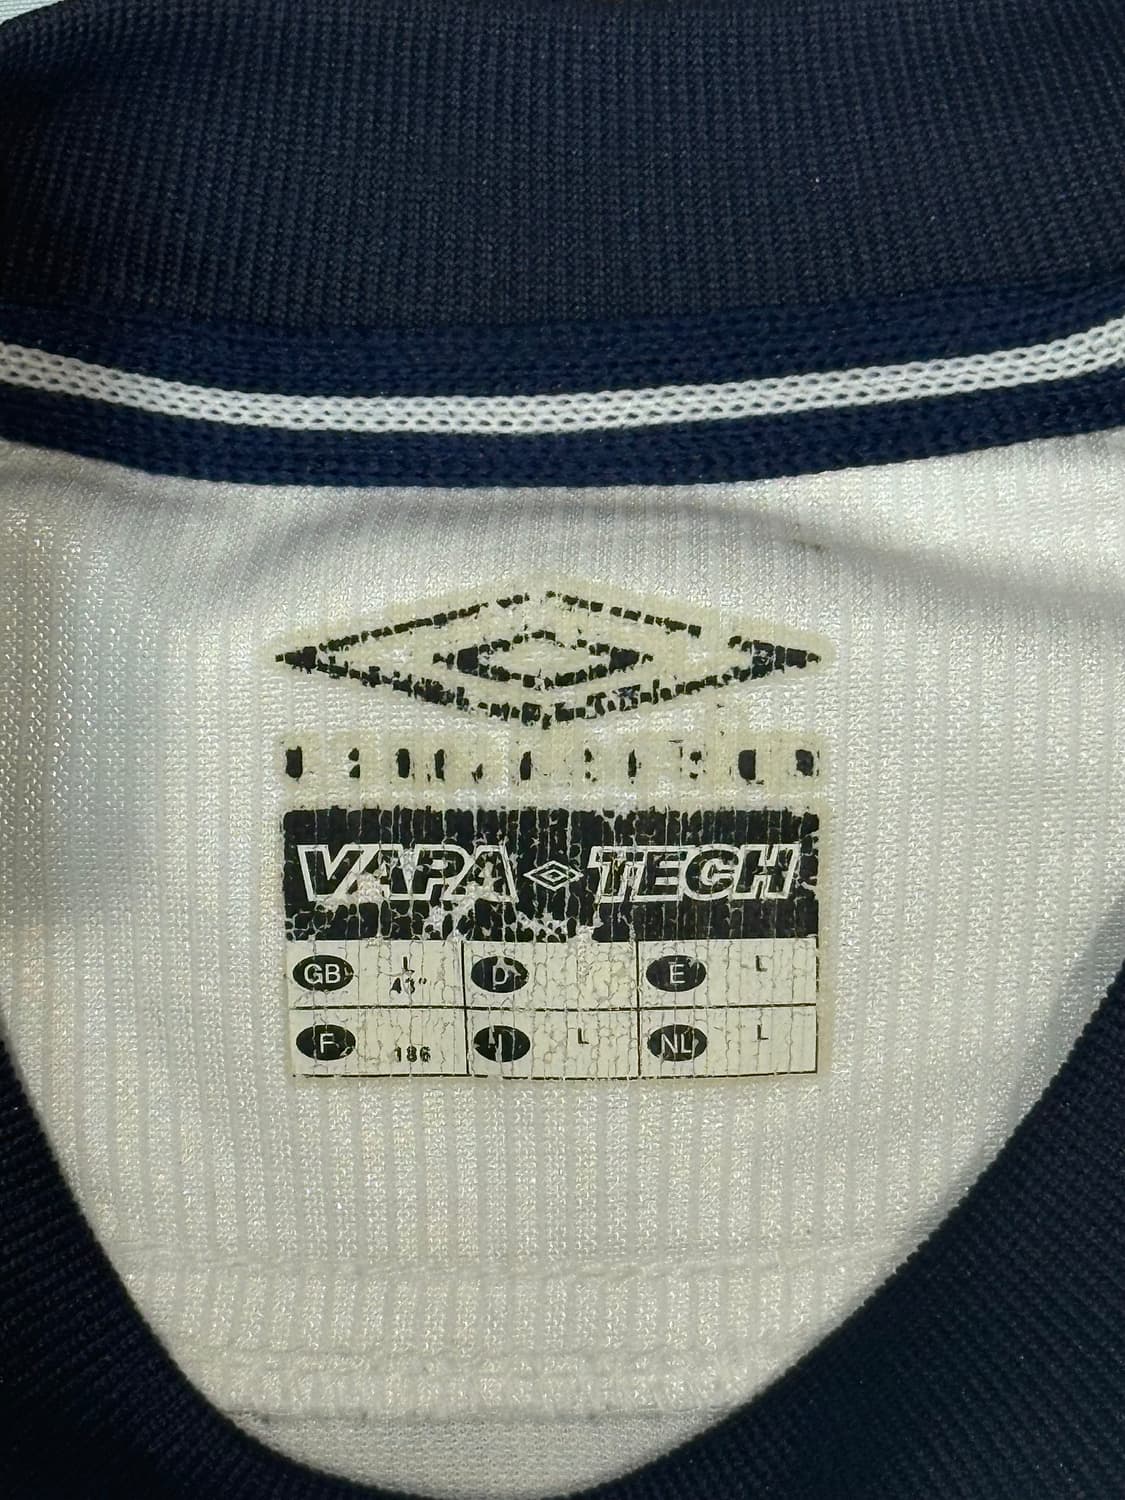 VAPA TECH
GB L D E L
43"
F 186 I L NL L